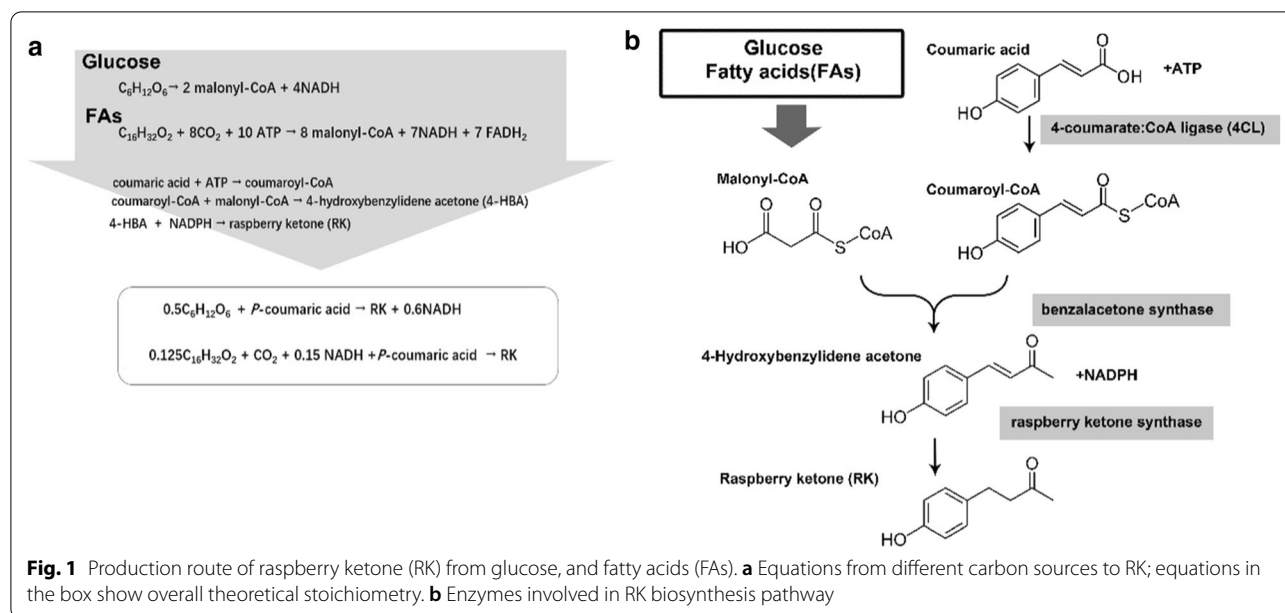 a
Glucose
C₆H₁₂O₆→ 2 malonyl-CoA + 4NADH
FAs
C₁₆H₃₂O₂ + 8CO₂ + 10 ATP → 8 malonyl-CoA + 7NADH + 7 FADH₂
coumaric acid + ATP → coumaroyl-CoA
coumaroyl-CoA + malonyl-CoA → 4-hydroxybenzylidene acetone (4-HBA)
4-HBA + NADPH → raspberry ketone (RK)
0.5C₆H₁₂O₆ + P-coumaric acid → RK + 0.6NADH
0.125C₁₆H₃₂O₂ + CO₂ + 0.15 NADH +P-coumaric acid → RK
b
Glucose
Fatty acids(FAs)
Coumaric acid
O
OH
HO
+ATP
4-coumarate:CoA ligase (4CL)
Malonyl-CoA
O
O
HO
S
CoA
Coumaroyl-CoA
O
S
CoA
HO
benzalacetone synthase
4-Hydroxybenzylidene acetone
O
HO
+NADPH
raspberry ketone synthase
Raspberry ketone (RK)
O
HO
Fig. 1 Production route of raspberry ketone (RK) from glucose, and fatty acids (FAs). a Equations from different carbon sources to RK; equations in
the box show overall theoretical stoichiometry. b Enzymes involved in RK biosynthesis pathway